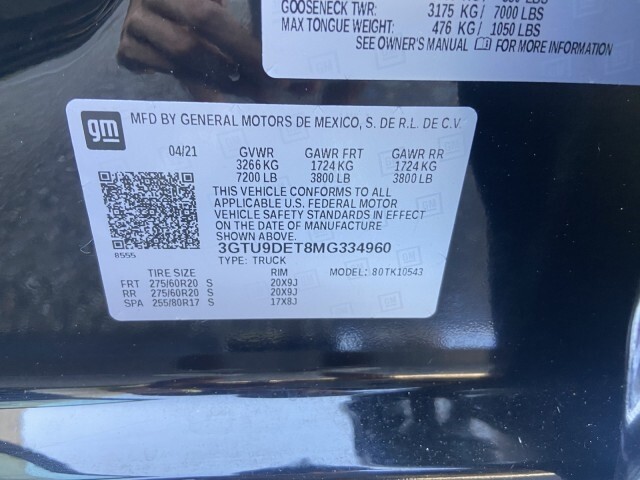 GOOSENECK TWR: 3175 KG / 7000 LBS
MAX TONGUE WEIGHT: 476 KG / 1050 LBS
SEE OWNER'S MANUAL FOR MORE INFORMATION
gm
MFD BY GENERAL MOTORS DE MEXICO, S. DE R.L. DE C.V.
04/21 GVWR GAWR FRT GAWR RR
3266 KG 1724 KG 1724 KG
7200 LB 3800 LB 3800 LB
THIS VEHICLE CONFORMS TO ALL
APPLICABLE U.S. FEDERAL MOTOR
VEHICLE SAFETY STANDARDS IN EFFECT
ON THE DATE OF MANUFACTURE
SHOWN ABOVE.
3GTU9DET8MG334960
8555 TYPE: TRUCK
TIRE SIZE RIM MODEL: 80TK10543
FRT 275/60R20 S 20X9J
RR 275/60R20 S 20X9J
SPA 255/80R17 S 17X8J